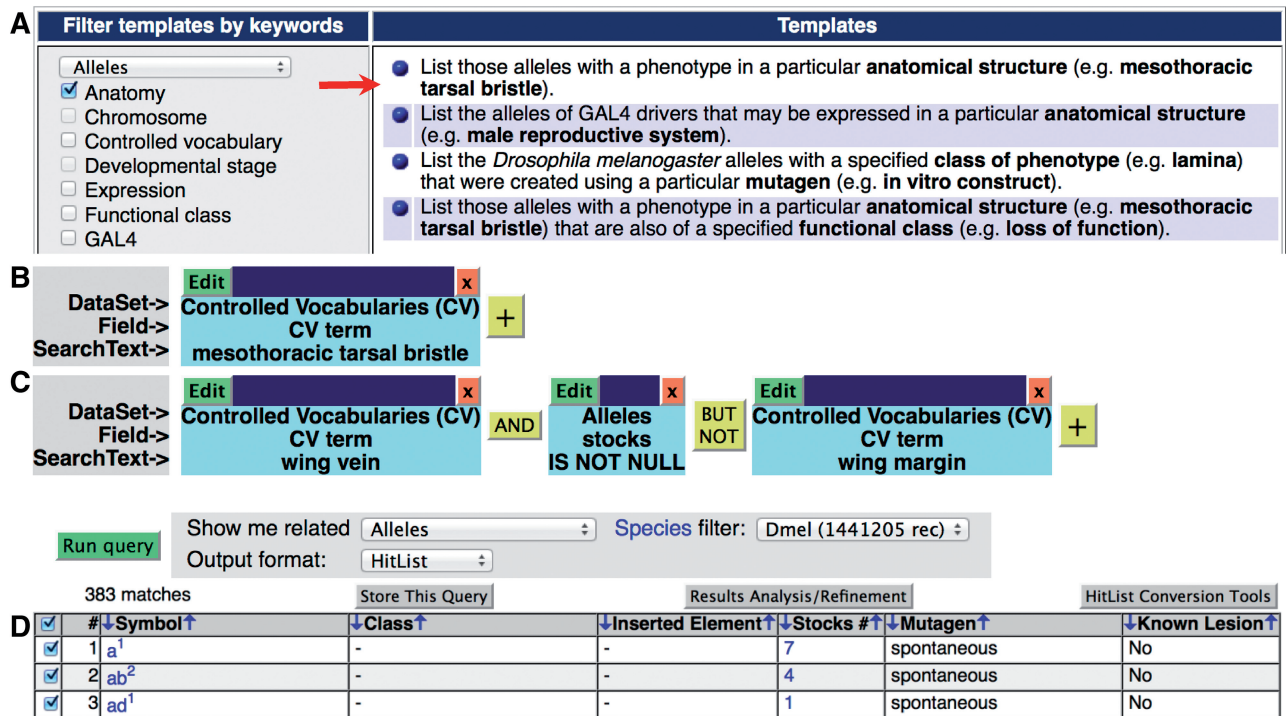 A
Filter templates by keywords
Templates
Alleles
Anatomy
Chromosome
Controlled vocabulary
Developmental stage
Expression
Functional class
GAL4
List those alleles with a phenotype in a particular anatomical structure (e.g. mesothoracic
tarsal bristle).
List the alleles of GAL4 drivers that may be expressed in a particular anatomical structure
(e.g. male reproductive system).
List the Drosophila melanogaster alleles with a specified class of phenotype (e.g. lamina)
that were created using a particular mutagen (e.g. in vitro construct).
List those alleles with a phenotype in a particular anatomical structure (e.g. mesothoracic
tarsal bristle) that are also of a specified functional class (e.g. loss of function).
B
Edit x
DataSet-> Controlled Vocabularies (CV)
Field-> CV term +
SearchText-> mesothoracic tarsal bristle
C
Edit x Edit x Edit x
DataSet-> Controlled Vocabularies (CV) Alleles BUT Controlled Vocabularies (CV)
Field-> CV term AND stocks NOT CV term +
SearchText-> wing vein IS NOT NULL wing margin
Run query
Show me related Alleles Species filter: Dmel (1441205 rec)
Output format: HitList
383 matches Store This Query Results Analysis/Refinement HitList Conversion Tools
D
# ↓Symbol↑ ↓Class↑ ↓Inserted Element↑ ↓Stocks #↑ ↓Mutagen↑ ↓Known Lesion↑
1 a¹ - - 7 spontaneous No
2 ab² - - 4 spontaneous No
3 ad¹ - - 1 spontaneous No